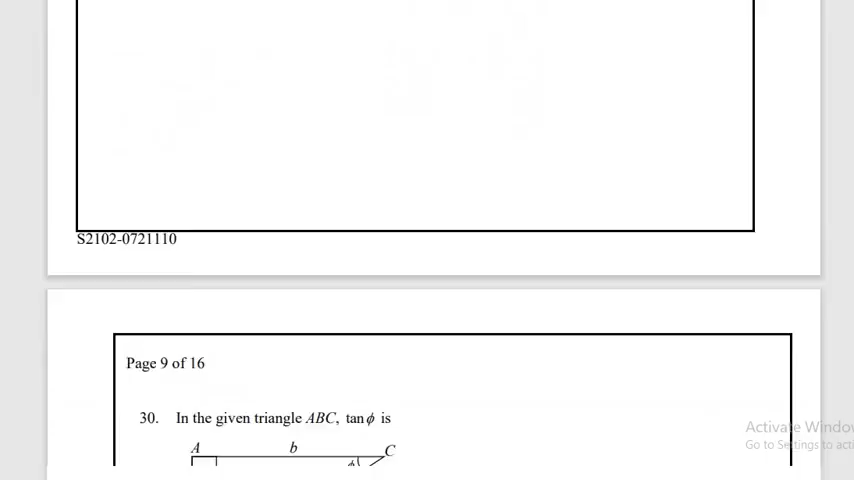 S2102-0721110
Page 9 of 16
30. In the given triangle ABC, tan ϕ is
A b C
ϕ
Activate Windo
Go to Settings to acti